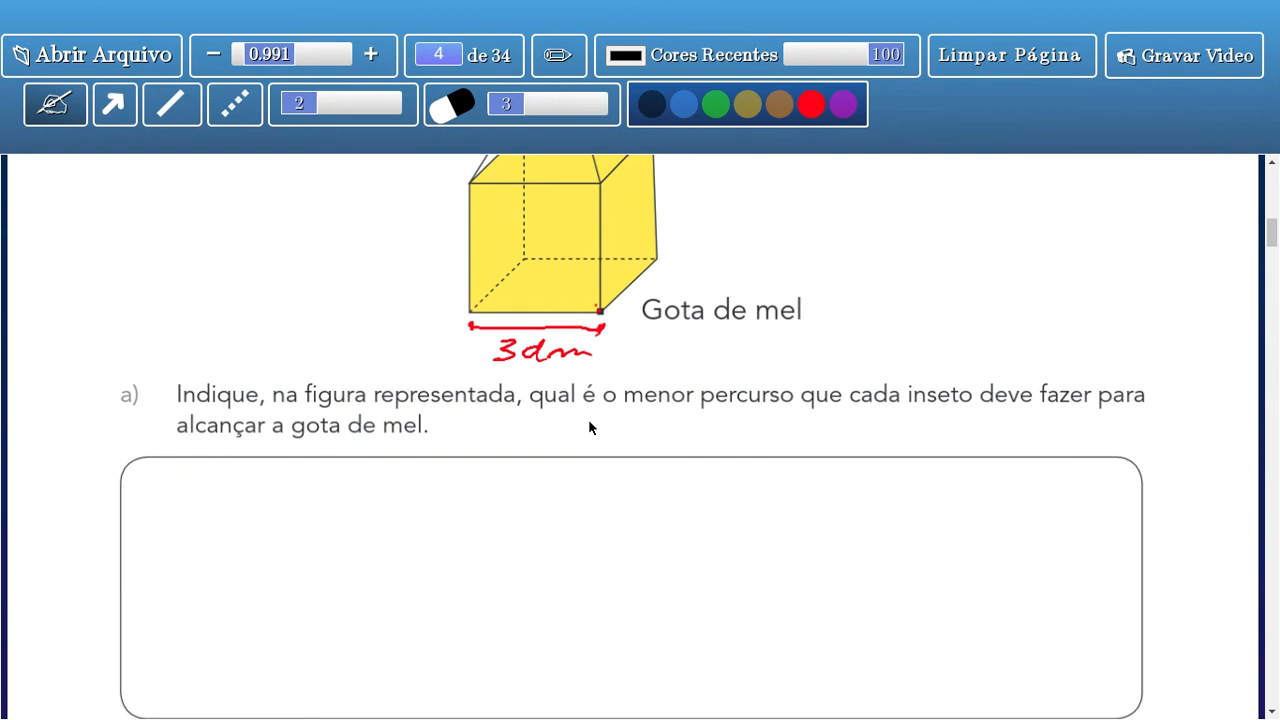 Abrir Arquivo
− 0.991 +
4 de 34
Cores Recentes 100
Limpar Página
Gravar Video
2
3
Gota de mel
3dm
a) Indique, na figura representada, qual é o menor percurso que cada inseto deve fazer para
alcançar a gota de mel.